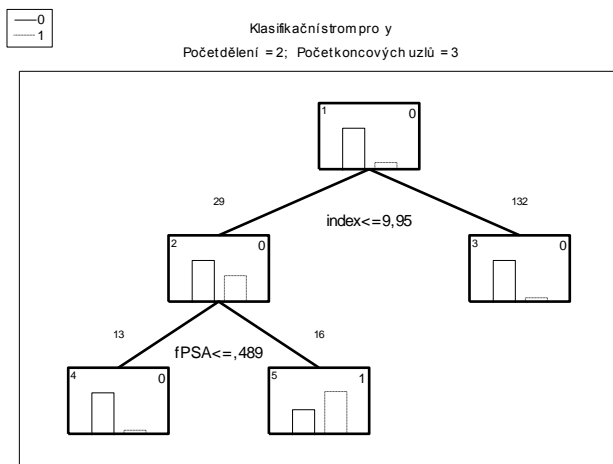 0
1
Klasifikační strom pro y
Počet dělení = 2; Počet koncových uzlů = 3
1 0
29 132
index<=9,95
2 0
3 0
13 16
fPSA<=,489
4 0
5 1